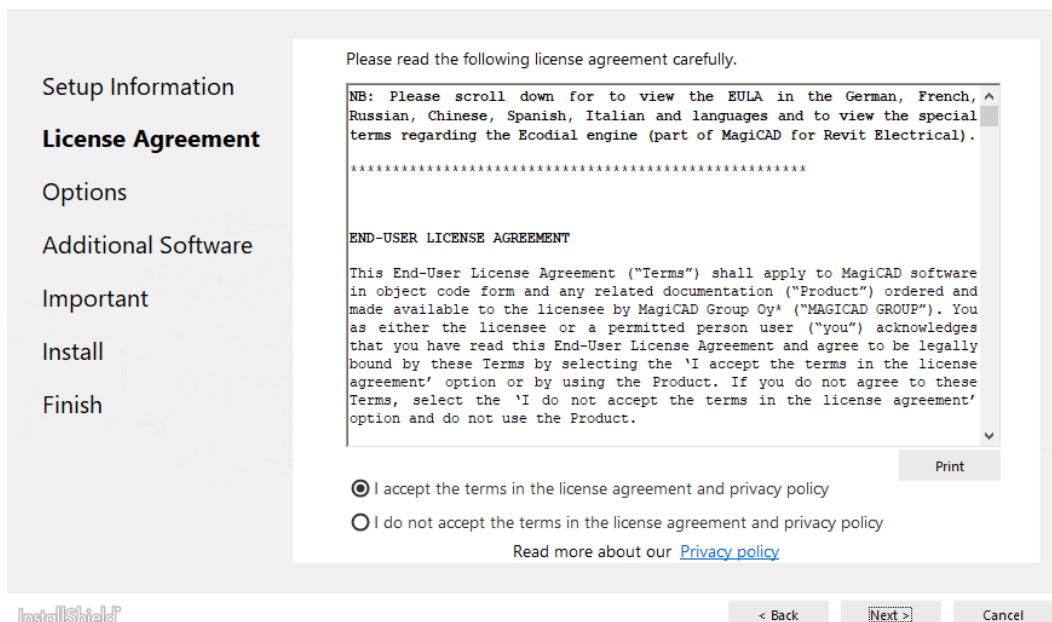 Setup Information
License Agreement
Options
Additional Software
Important
Install
Finish
Please read the following license agreement carefully.
NB: Please scroll down for to view the EULA in the German, French,
Russian, Chinese, Spanish, Italian and languages and to view the special
terms regarding the Ecodial engine (part of MagiCAD for Revit Electrical).
******************************************************
END-USER LICENSE AGREEMENT
This End-User License Agreement (“Terms”) shall apply to MagiCAD software
in object code form and any related documentation (“Product”) ordered and
made available to the licensee by MagiCAD Group Oy* (“MAGICAD GROUP”). You
as either the licensee or a permitted person user (“you”) acknowledges
that you have read this End-User License Agreement and agree to be legally
bound by these Terms by selecting the ‘I accept the terms in the license
agreement’ option or by using the Product. If you do not agree to these
Terms, select the ‘I do not accept the terms in the license agreement’
option and do not use the Product.
Print
I accept the terms in the license agreement and privacy policy
I do not accept the terms in the license agreement and privacy policy
Read more about our Privacy policy
InstallShield
< Back Next > Cancel